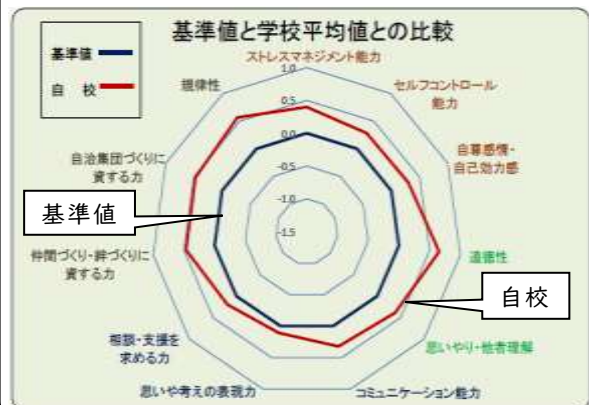 基準値と学校平均値との比較
基準値
自 校
ストレスマネジメント能力
セルフコントロール
能力
自尊感情・
自己効力感
道徳性
思いやり・他者理解
コミュニケーション能力
思いや考えの表現力
相談・支援を
求める力
仲間づくり・絆づくりに
資する力
自治集団づくりに
資する力
規律性
1.0
0.5
0.0
-0.5
-1.0
-1.5
基準値
自校